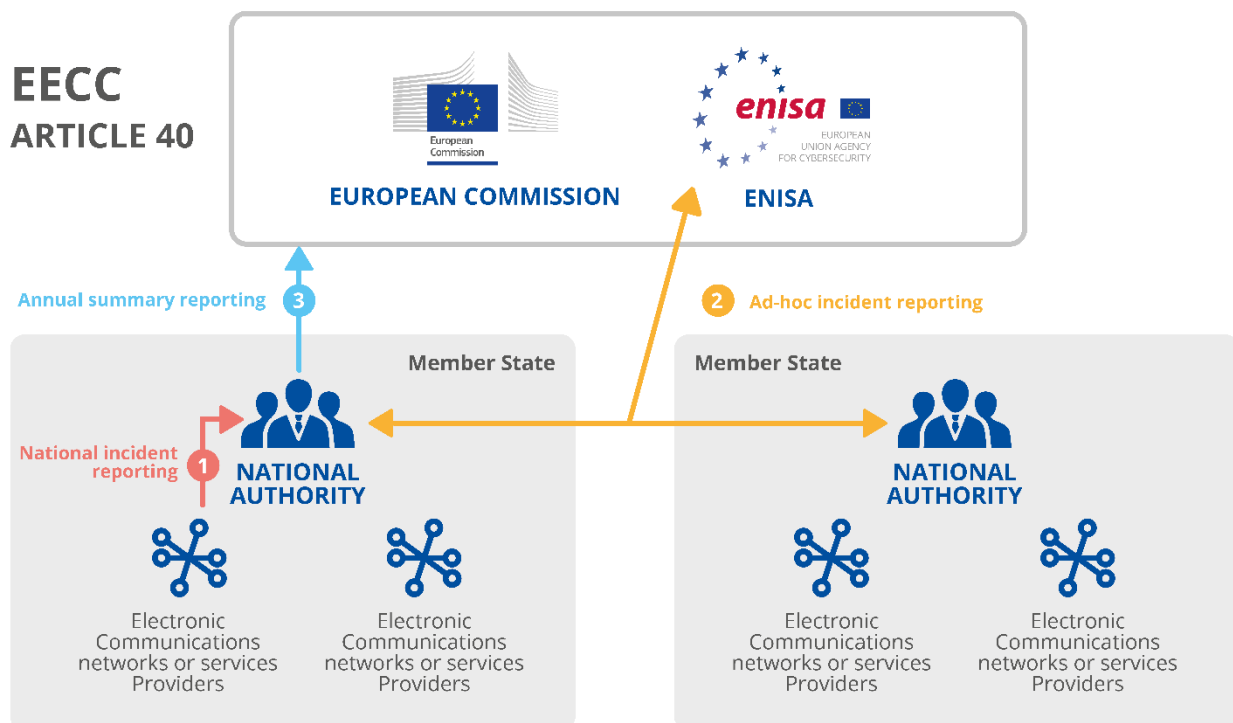 EECC
ARTICLE 40
European
Commission
EUROPEAN COMMISSION
enisa
EUROPEAN
UNION AGENCY
FOR CYBERSECURITY
ENISA
Annual summary reporting
3
2
Ad-hoc incident reporting
Member State
Member State
National incident
reporting
1
NATIONAL
AUTHORITY
NATIONAL
AUTHORITY
Electronic
Communications
networks or services
Providers
Electronic
Communications
networks or services
Providers
Electronic
Communications
networks or services
Providers
Electronic
Communications
networks or services
Providers